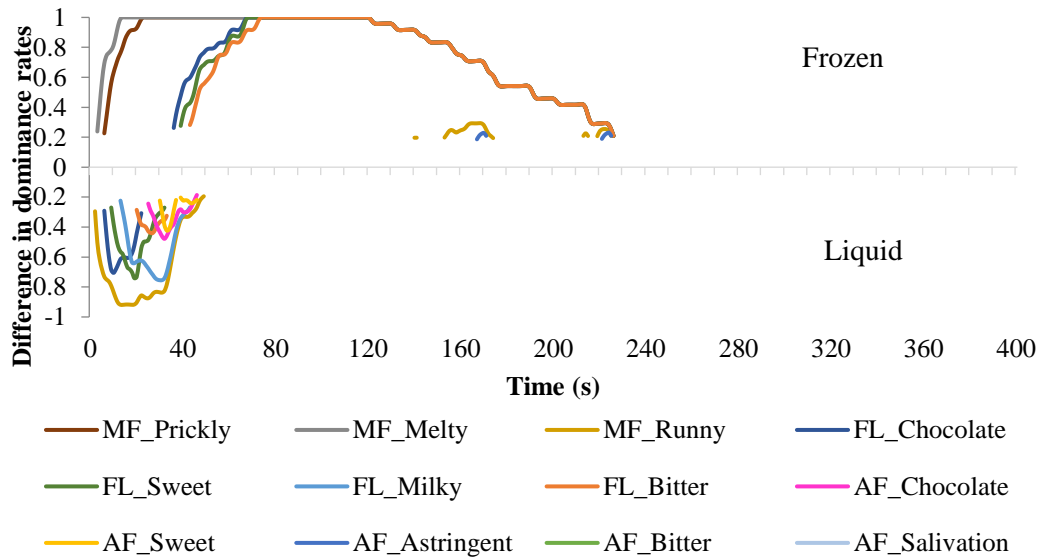 Difference in dominance rates
1
0.8
0.6
0.4
0.2
0
-0.2
-0.4
-0.6
-0.8
-1
Frozen
Liquid
0 40 80 120 160 200 240 280 320 360 400
Time (s)
MF_Prickly MF_Melty MF_Runny FL_Chocolate
FL_Sweet FL_Milky FL_Bitter AF_Chocolate
AF_Sweet AF_Astringent AF_Bitter AF_Salivation